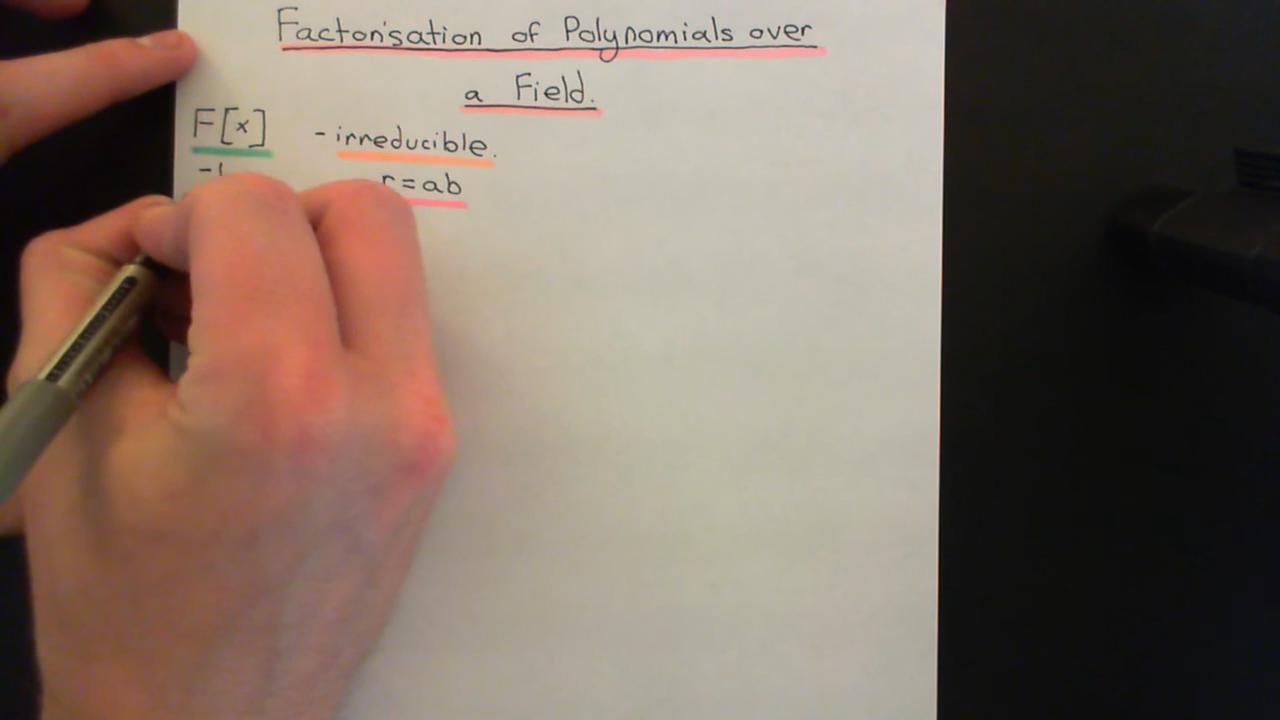 Factorisation of Polynomials over
a Field.
F[x] - irreducible.
r=ab